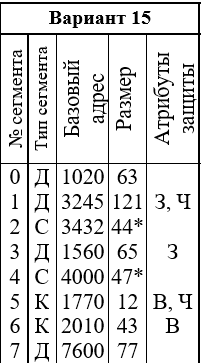 Вариант 15
№ сегмента Тип сегмента Базовый адрес Размер Атрибуты защиты
0 Д 1020 63
1 Д 3245 121 З, Ч
2 С 3432 44*
3 Д 1560 65 З
4 С 4000 47*
5 К 1770 12 В, Ч
6 К 2010 43 В
7 Д 7600 77